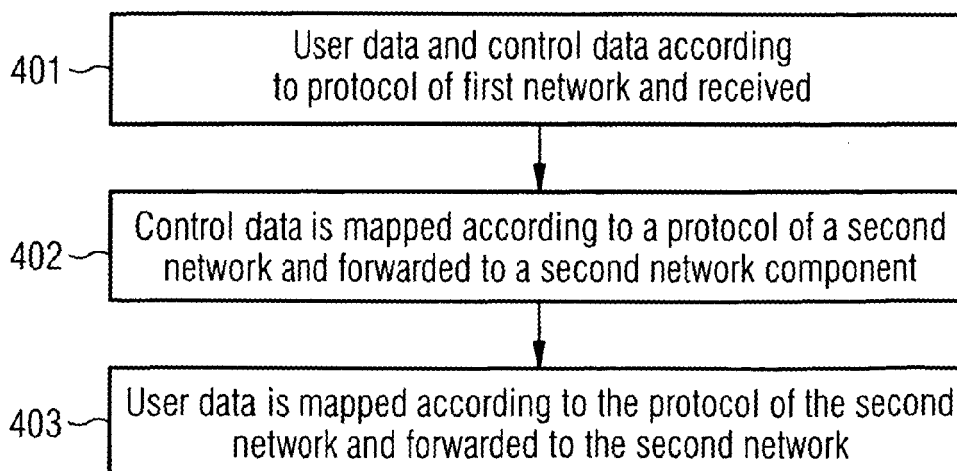 401
User data and control data according
to protocol of first network and received
402
Control data is mapped according to a protocol of a second
network and forwarded to a second network component
403
User data is mapped according to the protocol of the second
network and forwarded to the second network